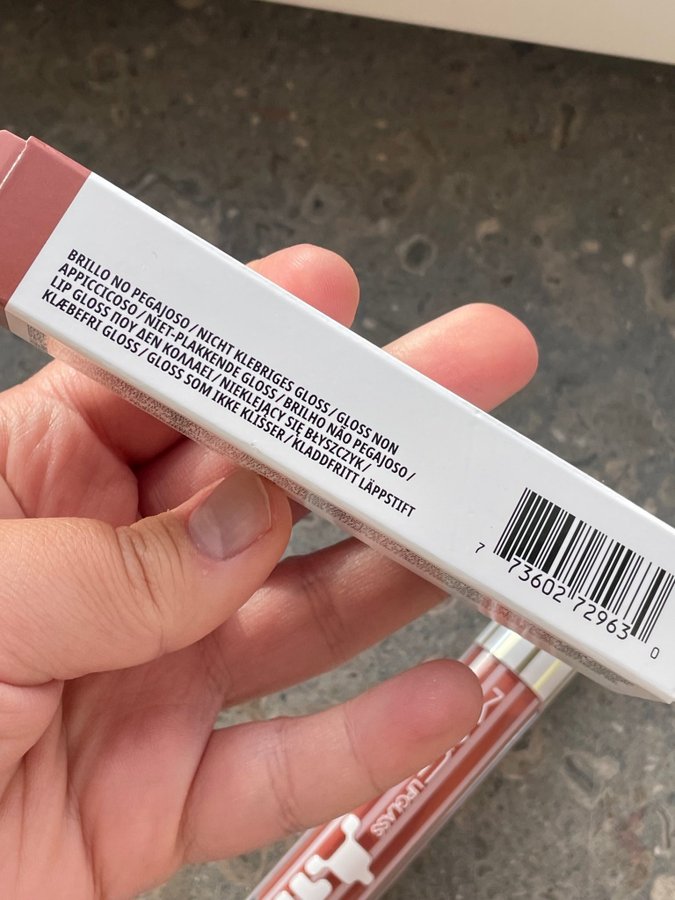 BRILLO NO PEGAJOSO / NICHT KLEBRIGES GLOSS / GLOSS NON
APPICCICOSO / NIET-PLAKKENDE GLOSS / BRILHO NÃO PEGAJOSO /
LIP GLOSS ΠΟΥ ΔΕΝ ΚΟΛΛΑΕΙ / NIEKLEJĄCY SIĘ BŁYSZCZYK /
KLÆBEFRI GLOSS / GLOSS SOM IKKE KLISSER / KLADDFRITT LÄPPSTIFT
7 73602 72963 0
LIPGLASS